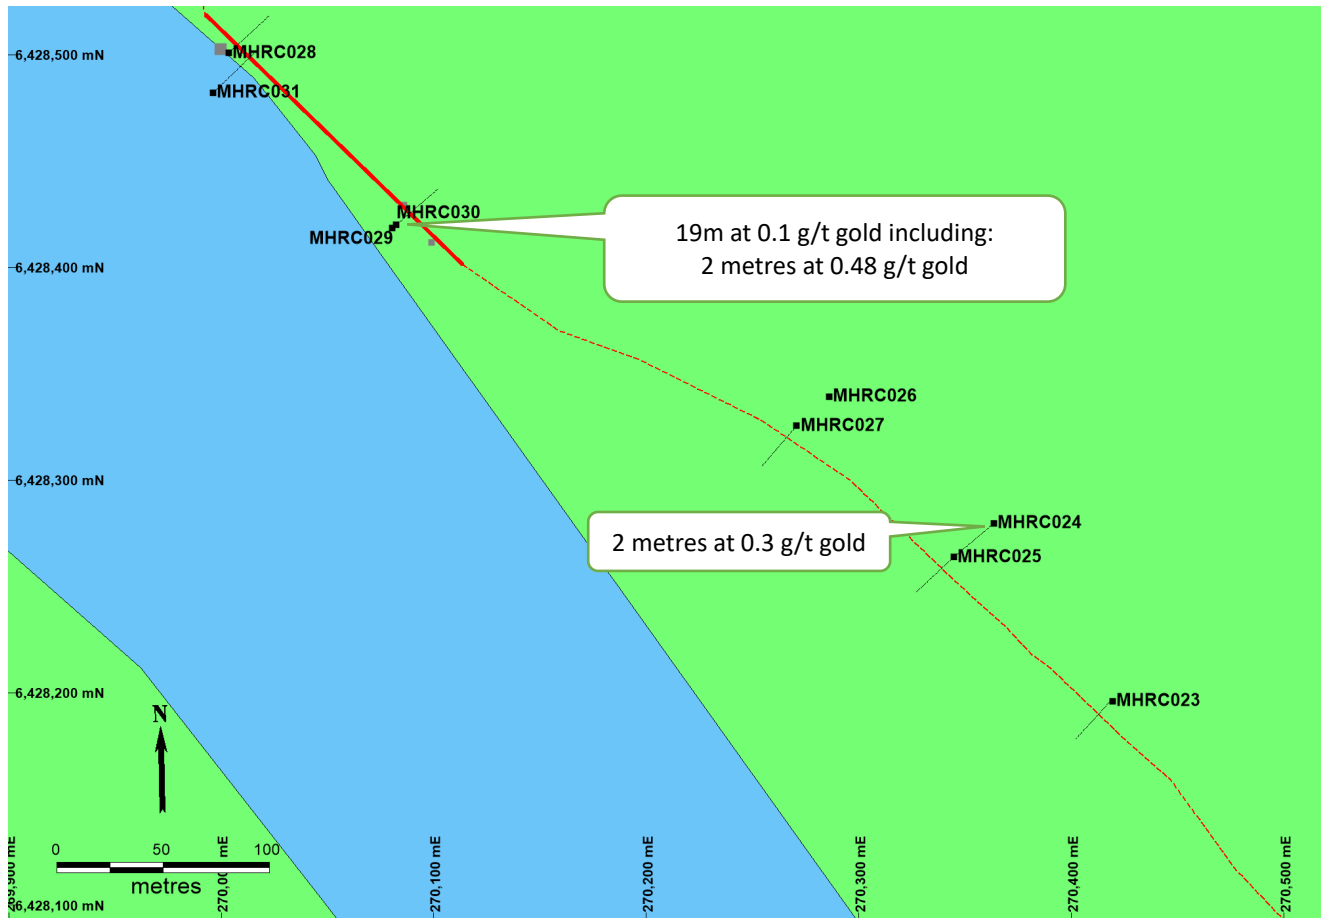 6,428,500 mN
MHRC028
MHRC031
MHRC030
MHRC029
19m at 0.1 g/t gold including:
2 metres at 0.48 g/t gold
6,428,400 mN
MHRC026
MHRC027
6,428,300 mN
MHRC024
2 metres at 0.3 g/t gold
MHRC025
6,428,200 mN
MHRC023
N
0 50 100
metres
270,100 mE
270,200 mE
270,300 mE
270,400 mE
270,500 mE
6,428,100 mN